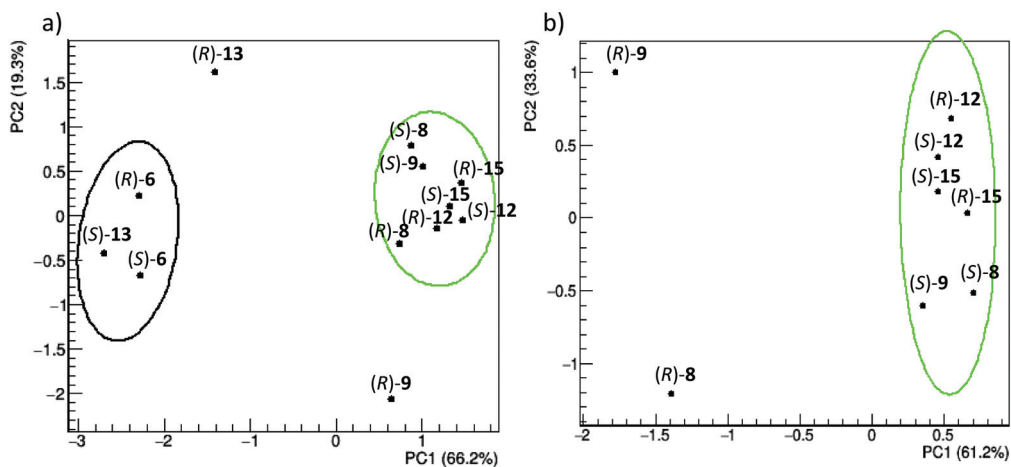 a)
PC2 (19.3%)
1.5
1
0.5
0
−0.5
−1
−1.5
−2
(R)-13
(S)-8
(S)-9
(R)-15
(R)-6
(S)-15
(R)-12
(S)-12
(S)-13
(R)-8
(S)-6
(R)-9
−3 −2 −1 0 1
PC1 (66.2%)
b)
PC2 (33.6%)
1
0.5
0
−0.5
−1
(R)-9
(R)-12
(S)-12
(S)-15
(R)-15
(S)-9
(S)-8
(R)-8
−2 −1.5 −1 −0.5 0 0.5
PC1 (61.2%)